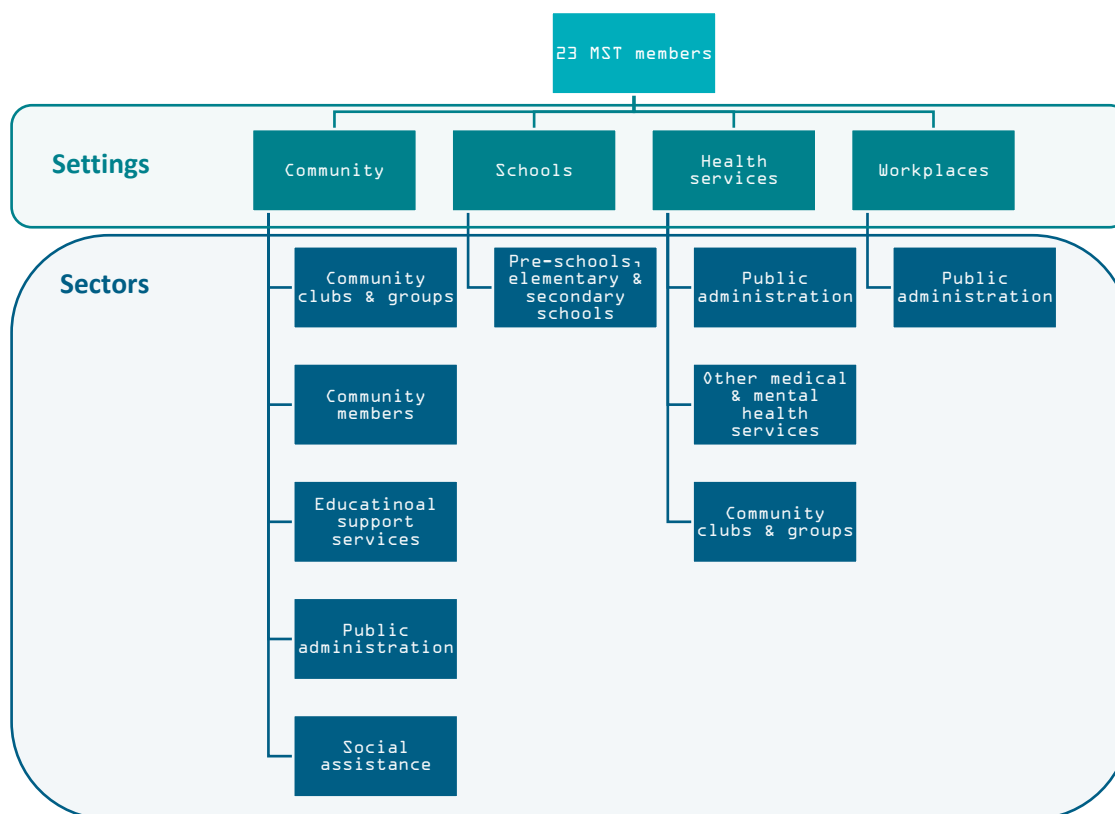 23 MST members
Settings
Community
Schools
Health
services
Workplaces
Sectors
Community
clubs & groups
Pre-schools,
elementary &
secondary
schools
Public
administration
Public
administration
Community
members
Other medical
& mental
health
services
Educatinoal
support
services
Community
clubs & groups
Public
administration
Social
assistance